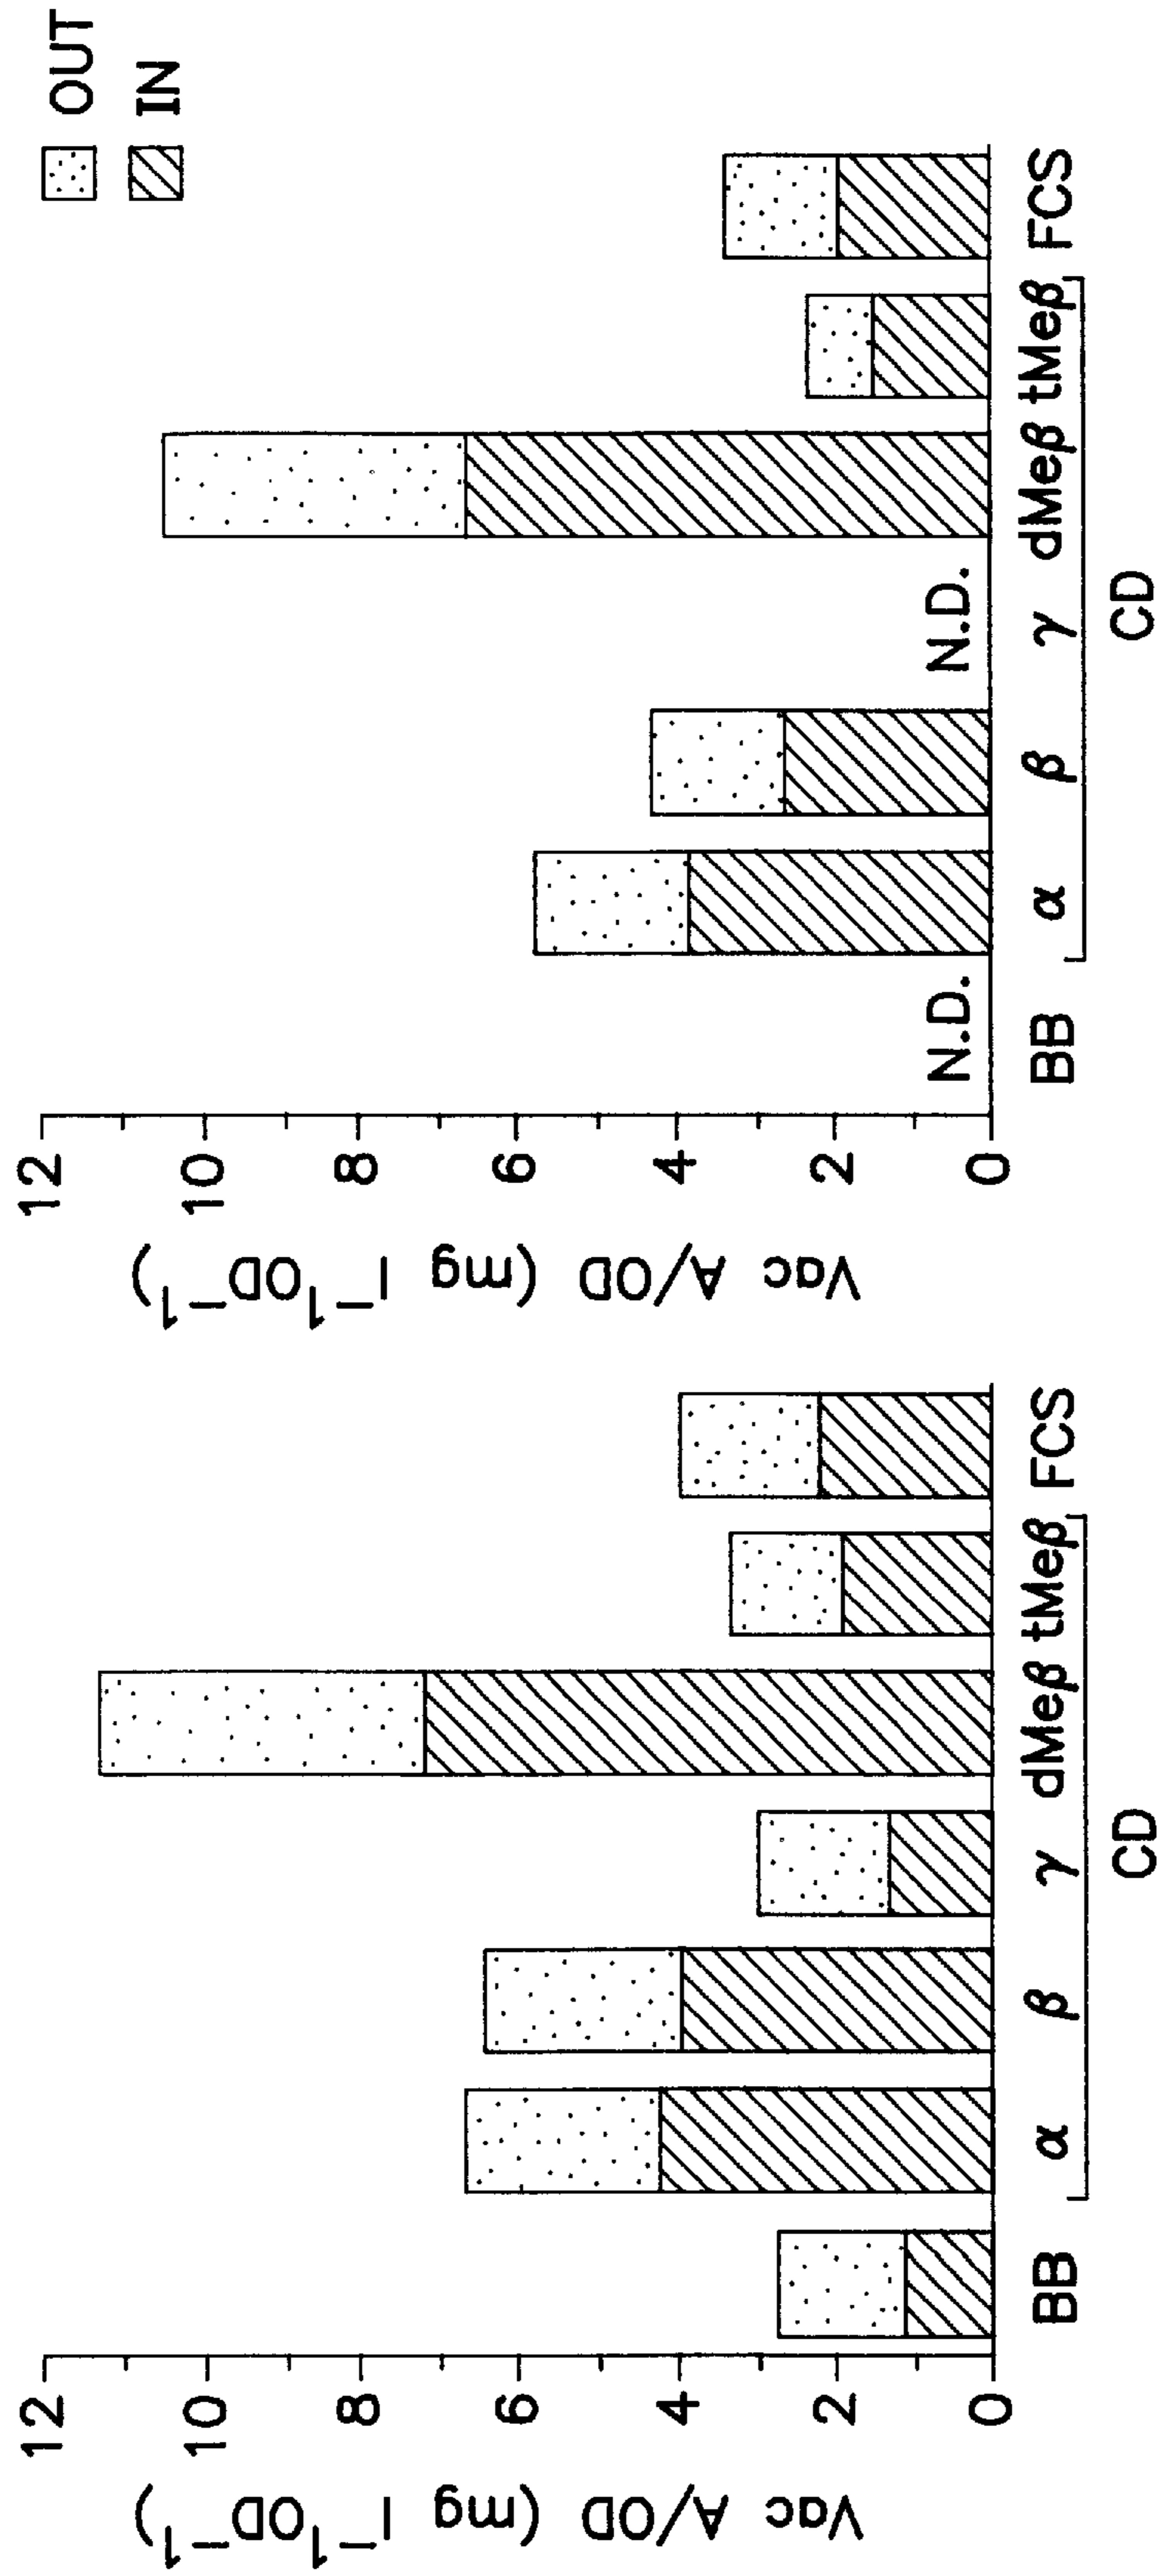 Vac A/OD (mg l⁻¹OD⁻¹)
12
10
8
6
4
2
0
BB α β γ dMeβ tMeβ FCS
CD
OUT
IN
Vac A/OD (mg l⁻¹OD⁻¹)
12
10
8
6
4
2
0
N.D. N.D.
BB α β γ dMeβ tMeβ FCS
CD